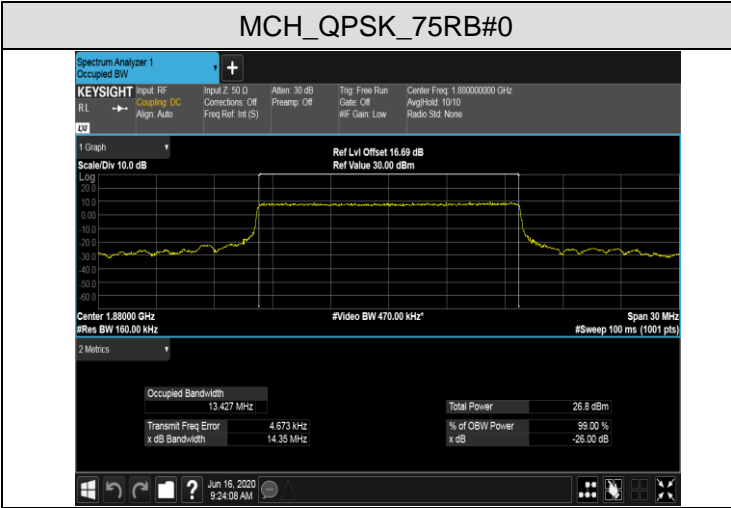 MCH_QPSK_75RB#0
Spectrum Analyzer 1
Occupied BW
+
KEYSIGHT
RL
LXI
Input: RF
Coupling: DC
Align: Auto
Input Z: 50 Ω
Corrections: Off
Freq Ref: Int (S)
Atten: 30 dB
Preamp: Off
Trig: Free Run
Gate: Off
#IF Gain: Low
Center Freq: 1.880000000 GHz
Avg|Hold: 10/10
Radio Std: None
1 Graph
Scale/Div 10.0 dB
Ref Lvl Offset 16.69 dB
Ref Value 30.00 dBm
Log
20.0
10.0
0.00
-10.0
-20.0
-30.0
-40.0
-50.0
-60.0
Center 1.88000 GHz
#Video BW 470.00 kHz*
Span 30 MHz
#Res BW 160.00 kHz
#Sweep 100 ms (1001 pts)
2 Metrics
Occupied Bandwidth
13.427 MHz
Total Power 26.8 dBm
Transmit Freq Error 4.673 kHz
% of OBW Power 99.00 %
x dB Bandwidth 14.35 MHz
x dB -26.00 dB
?
Jun 16, 2020
9:24:08 AM